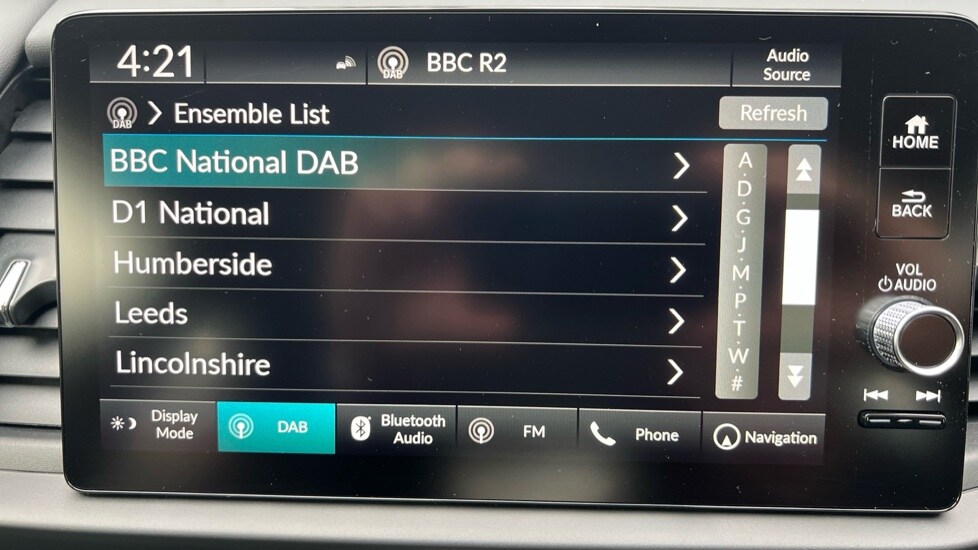 4:21
DAB
BBC R2
Audio
Source
DAB
Ensemble List
Refresh
BBC National DAB
D1 National
Humberside
Leeds
Lincolnshire
A
D
G
J
M
P
T
W
#
Display
Mode
DAB
Bluetooth
Audio
FM
Phone
Navigation
HOME
BACK
VOL
AUDIO